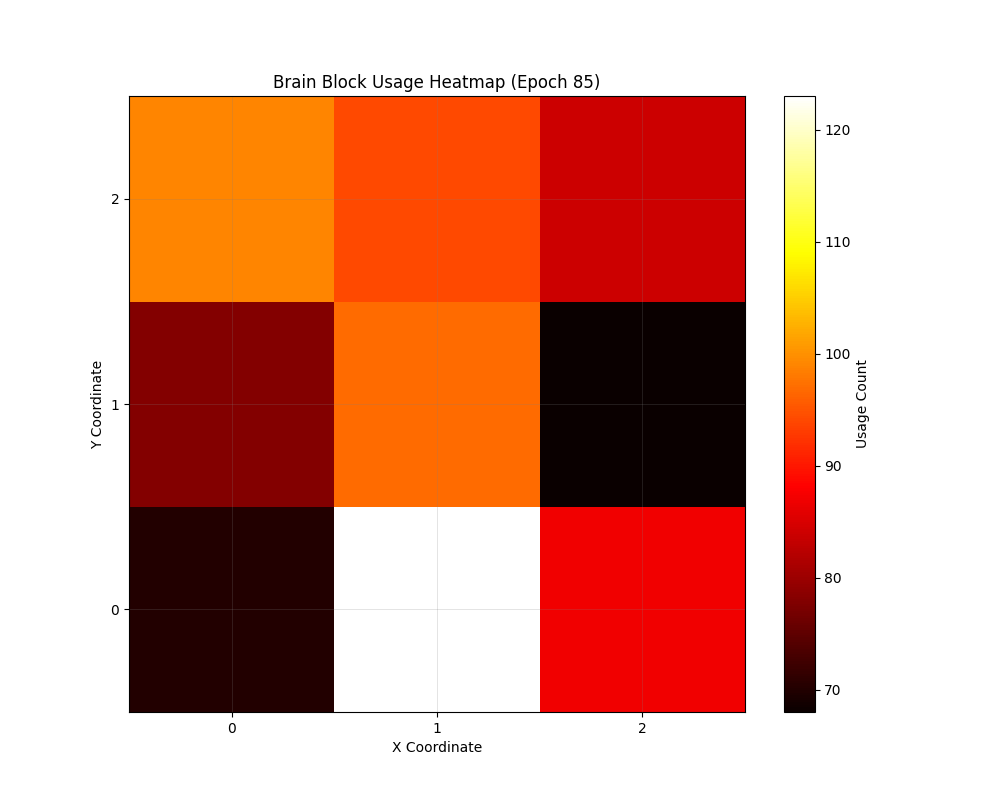 Brain Block Usage Heatmap (Epoch 85)
2
1
0
Y Coordinate
0 1 2
X Coordinate
120
110
100
90
80
70
Usage Count